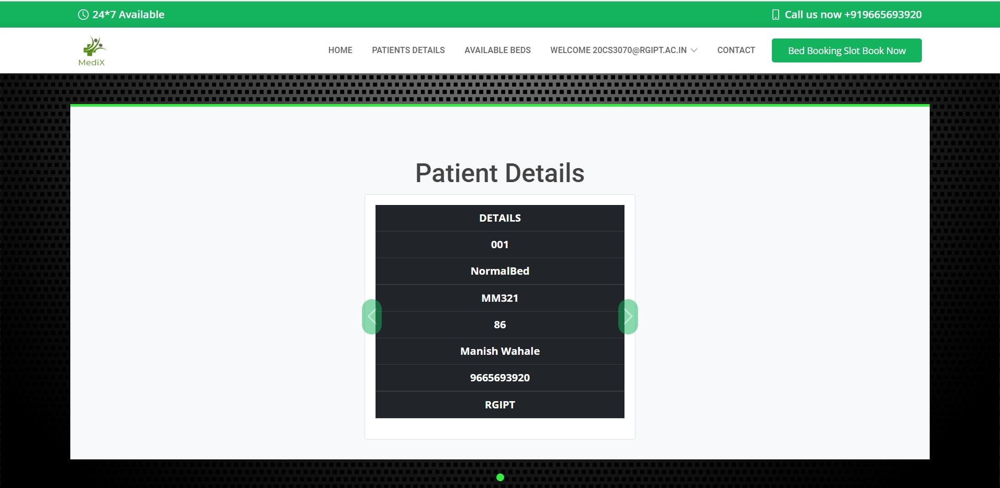 24*7 Available
Call us now +919665693920
MediX
HOME PATIENTS DETAILS AVAILABLE BEDS WELCOME 20CS3070@RGIPT.AC.IN CONTACT Bed Booking Slot Book Now
Patient Details
DETAILS
001
NormalBed
MM321
86
Manish Wahale
9665693920
RGIPT